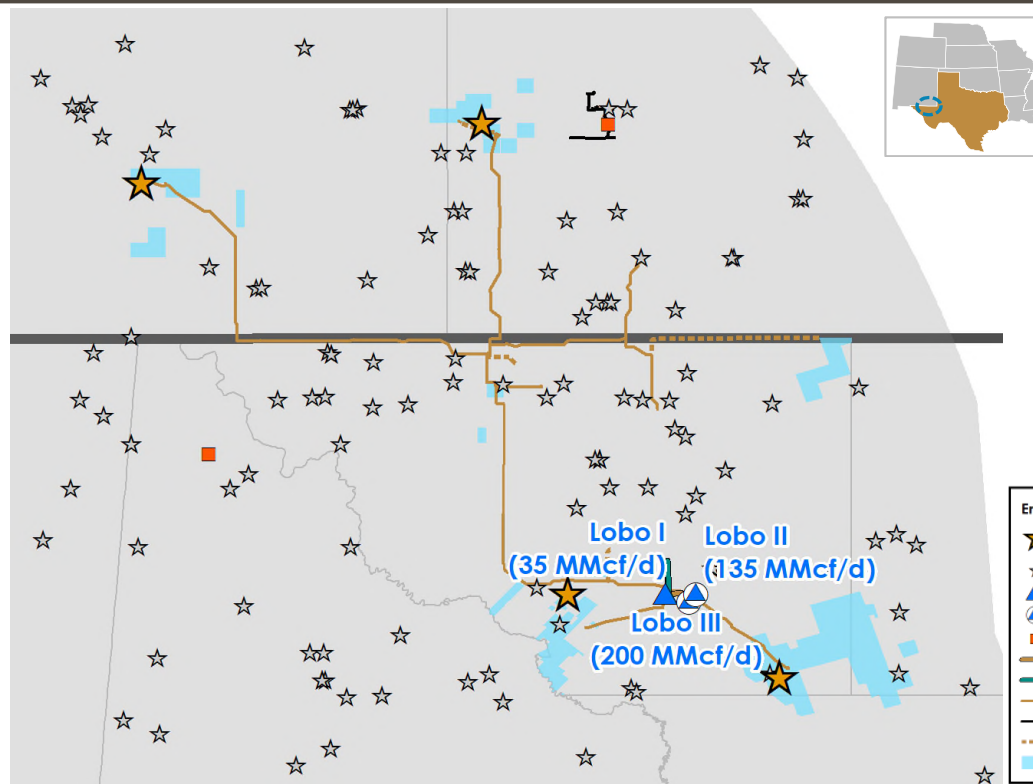 Lobo I
(35 MMcf/d)
Lobo II
(135 MMcf/d)
Lobo III
(200 MMcf/d)